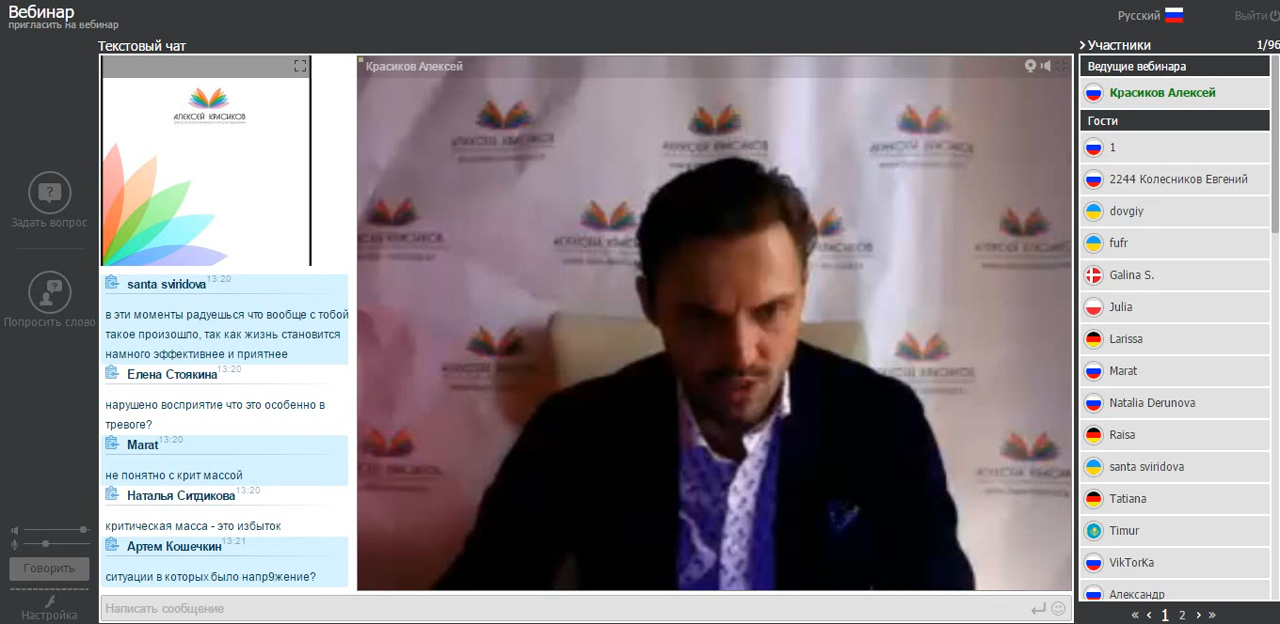 Вебинар
пригласить на вебинар
Русский
Выйти
Текстовый чат
Участники
1/96
АЛЕКСЕЙ КРАСИКОВ
Красиков Алексей
АЛЕКСЕЙ КРАСИКОВ
Задать вопрос
Попросить слово
santa sviridova 13:20
в эти моменты радуешься что вообще с тобой
такое произошло, так как жизнь становится
намного эффективнее и приятнее
Елена Стоякина 13:20
нарушено восприятие что это особенно в
тревоге?
Marat 13:20
не понятно с крит массой
Наталья Ситдикова 13:20
критическая масса - это избыток
Артем Кошечкин 13:21
ситуации в которых было напр9жение?
Написать сообщение
Говорить
Настройка
Ведущие вебинара
Красиков Алексей
Гости
1
2244 Колесников Евгений
dovgiy
fufr
Galina S.
Julia
Larissa
Marat
Natalia Derunova
Raisa
santa sviridova
Tatiana
Timur
VikTorKa
Александр
« ‹ 1 2 › »